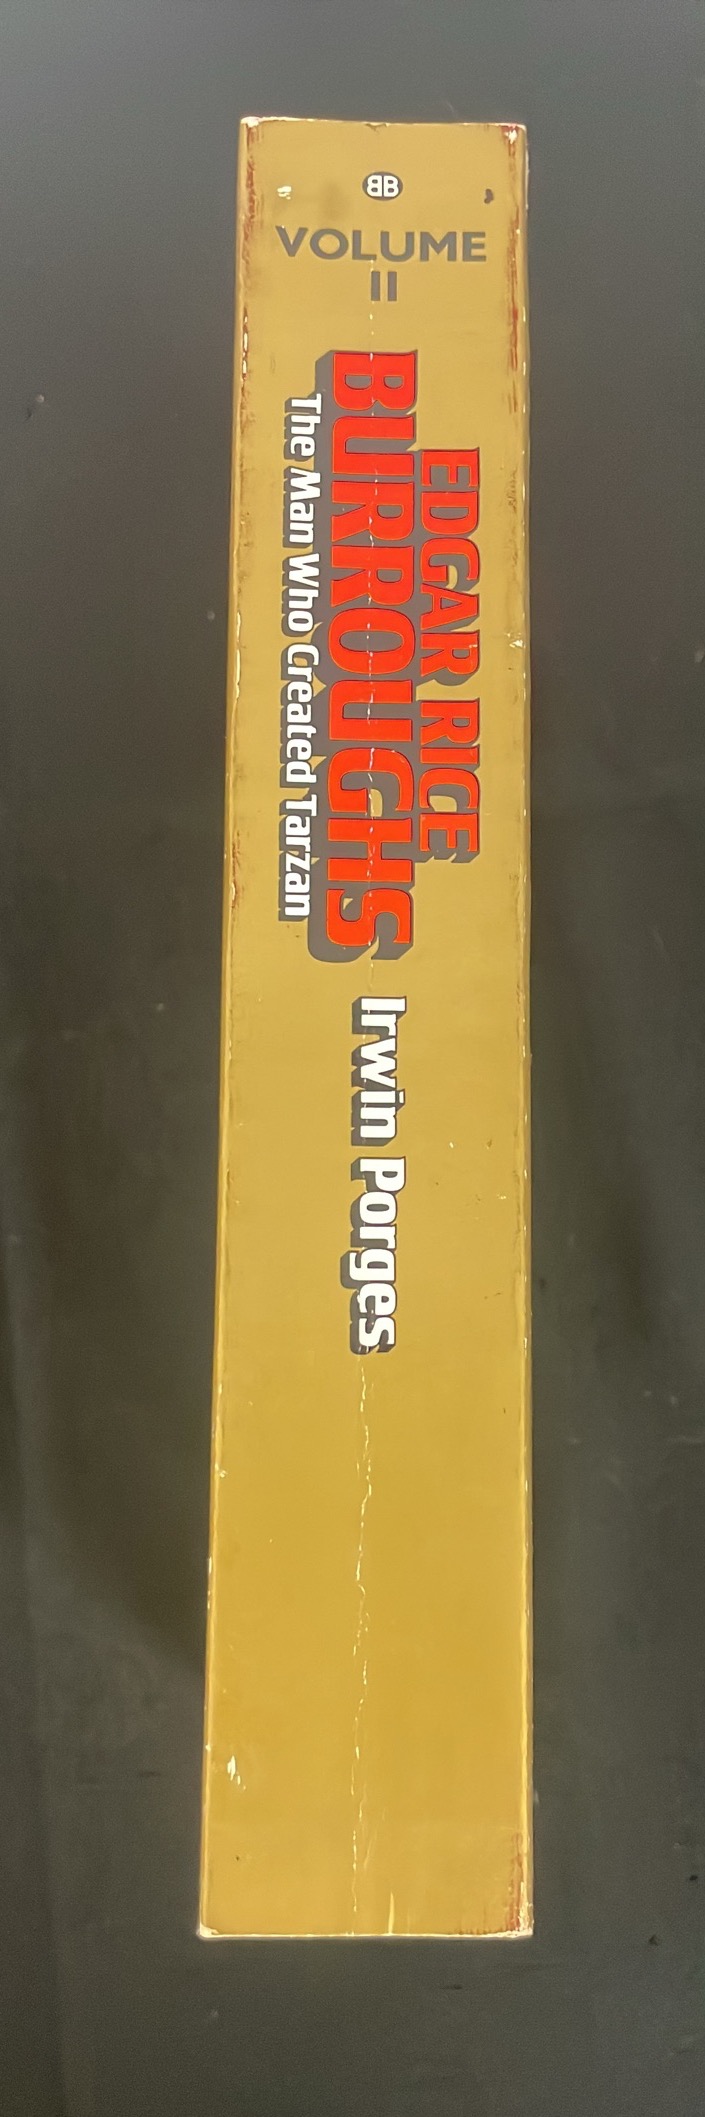 BB
VOLUME
II
EDGAR RICE
BURROUGHS
The Man Who Created Tarzan
Irwin Porges